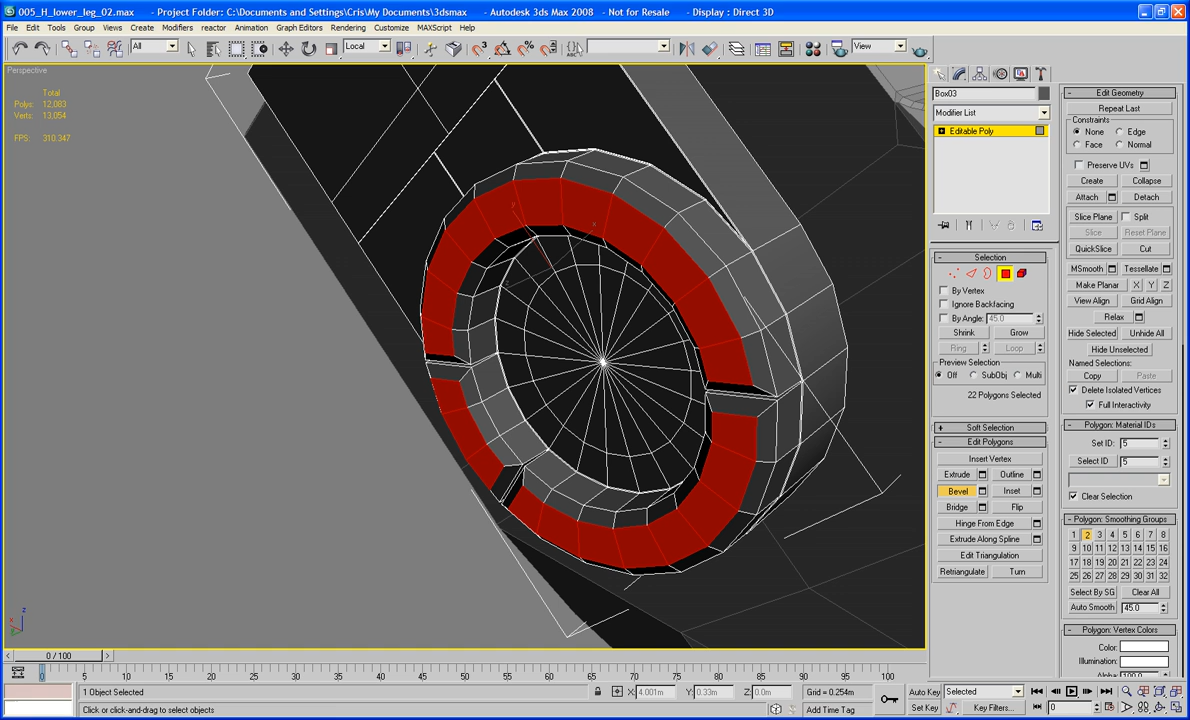 005_H_lower_leg_02.max - Project Folder: C:\Documents and Settings\Cris\My Documents\3dsmax - Autodesk 3ds Max 2008 - Not for Resale - Display : Direct 3D
File Edit Tools Group Views Create Modifiers reactor Animation Graph Editors Rendering Customize MAXScript Help
All Local View
Perspective
Total
Polys: 12,083
Verts: 13,054
FPS: 310.347
Box03
Modifier List
Editable Poly
- Selection
By Vertex
Ignore Backfacing
By Angle: 45.0
Shrink Grow
Ring Loop
Preview Selection
Off SubObj Multi
22 Polygons Selected
+ Soft Selection
- Edit Polygons
Insert Vertex
Extrude Outline
Bevel Inset
Bridge Flip
Hinge From Edge
Extrude Along Spline
Edit Triangulation
Retriangulate Turn
- Edit Geometry
Repeat Last
Constraints
None Edge
Face Normal
Preserve UVs
Create Collapse
Attach Detach
Slice Plane Split
Slice Reset Plane
QuickSlice Cut
MSmooth Tessellate
Make Planar X Y Z
View Align Grid Align
Relax
Hide Selected Unhide All
Hide Unselected
Named Selections:
Copy Paste
Delete Isolated Vertices
Full Interactivity
- Polygon: Material IDs
Set ID: 5
Select ID 5
Clear Selection
- Polygon: Smoothing Groups
1 2 3 4 5 6 7 8
9 10 11 12 13 14 15 16
17 18 19 20 21 22 23 24
25 26 27 28 29 30 31 32
Select By SG Clear All
Auto Smooth 45.0
- Polygon: Vertex Colors
Color:
Illumination:
Alpha: 100.0
0 / 100
0 5 10 15 20 25 30 35 40 45 50 55 60 65 70 75 80 85 90 95 100
1 Object Selected X: 4.001m Y: 0.33m Z: 0.0m Grid = 0.254m Auto Key Selected
Click or click-and-drag to select objects Add Time Tag Set Key Key Filters... 0